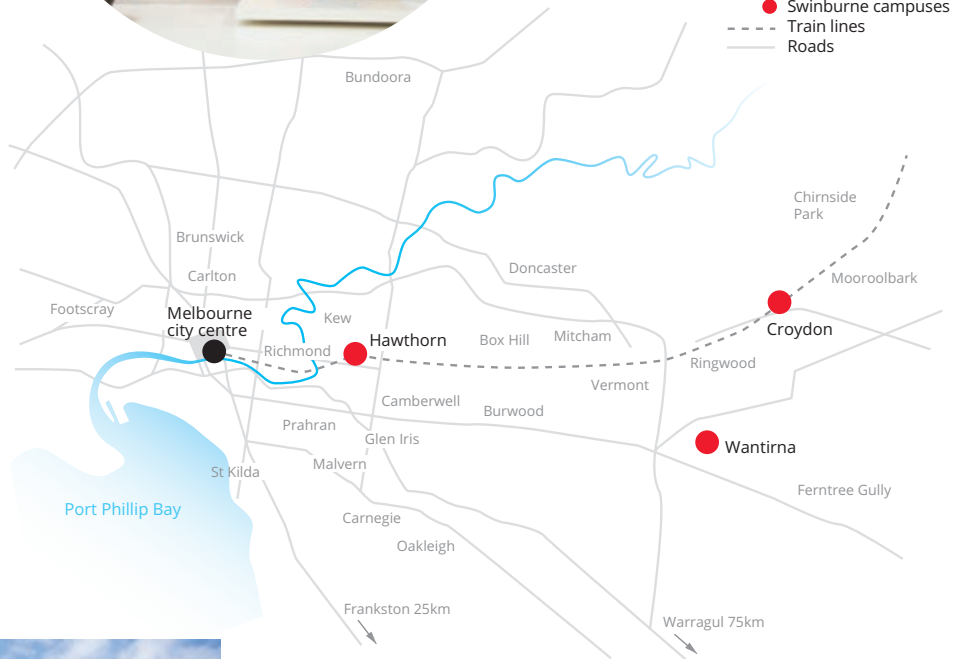 Swinburne campuses
Train lines
Roads
Bundoora
Chirnside
Park
Brunswick
Carlton
Doncaster
Mooroolbark
Footscray
Melbourne
city centre
Kew
Richmond
Hawthorn
Box Hill
Mitcham
Croydon
Ringwood
Vermont
Camberwell
Burwood
Prahran
Glen Iris
Wantirna
Malvern
St Kilda
Ferntree Gully
Port Phillip Bay
Carnegie
Oakleigh
Frankston 25km
Warragul 75km